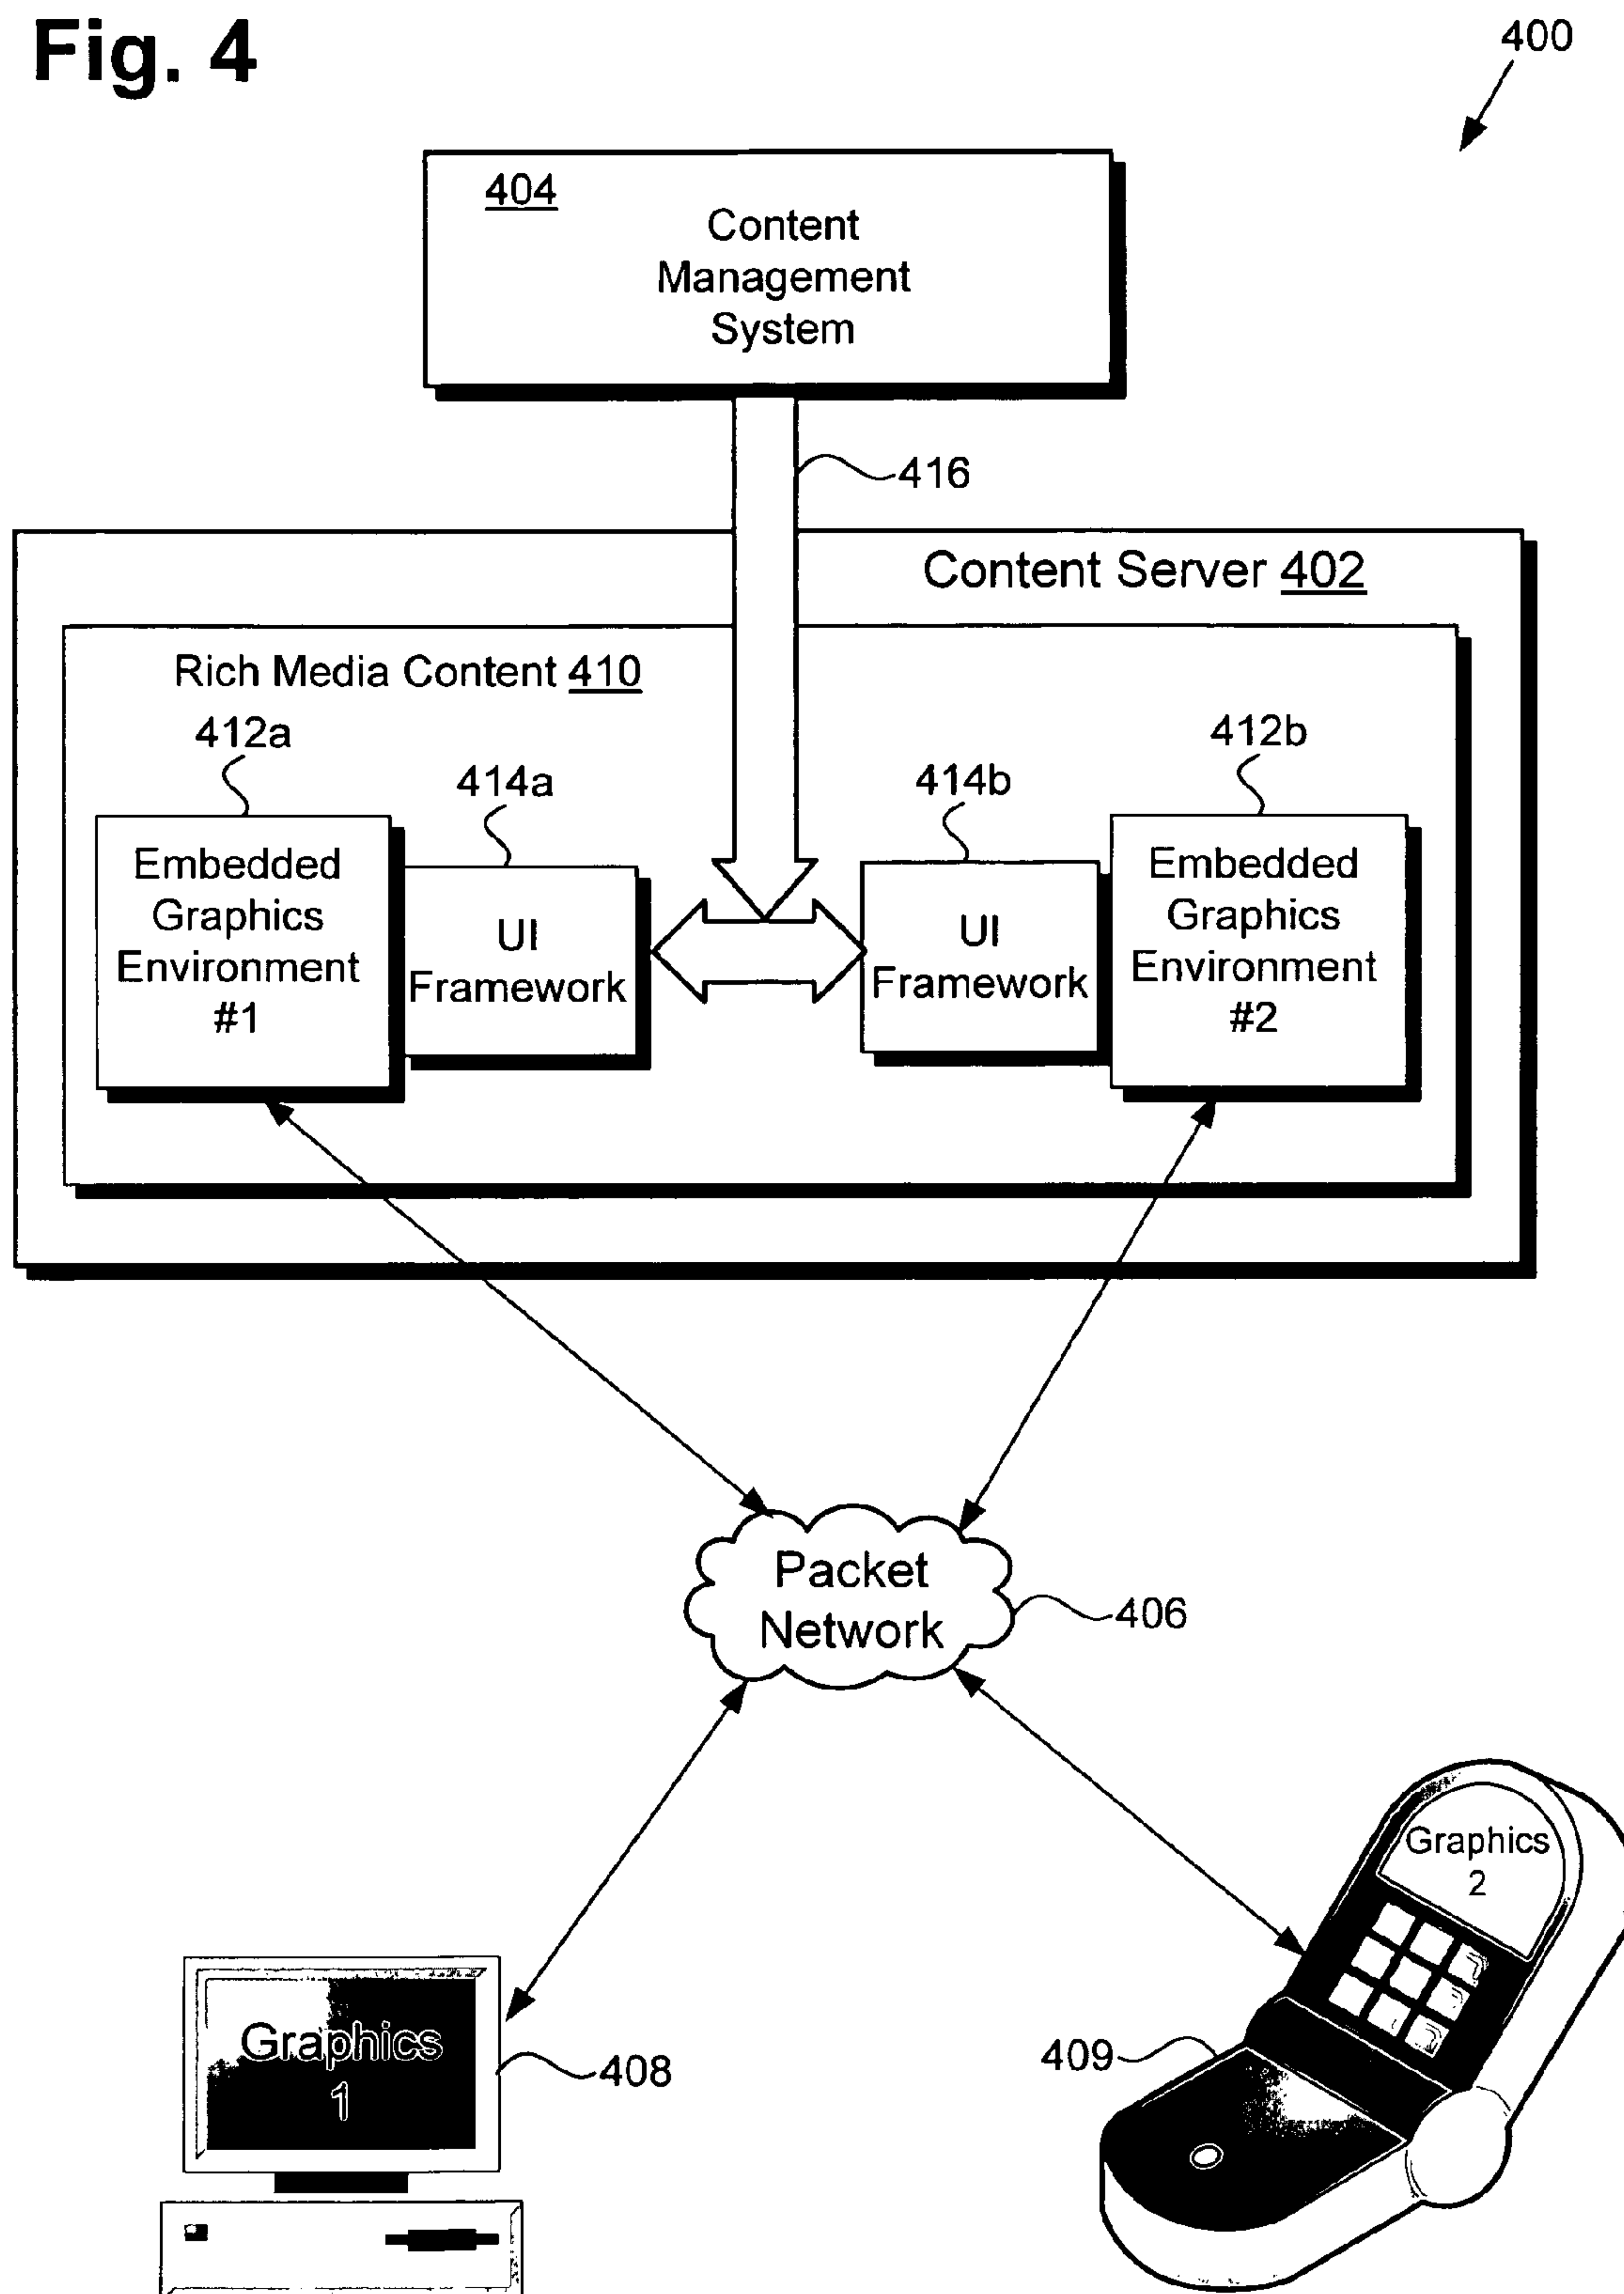 Fig. 4
400
404
Content
Management
System
416
Content Server 402
Rich Media Content 410
412a
414a
414b
412b
Embedded
Graphics
Environment
#1
UI
Framework
UI
Framework
Embedded
Graphics
Environment
#2
Packet
Network
406
Graphics
1
408
409
Graphics
2